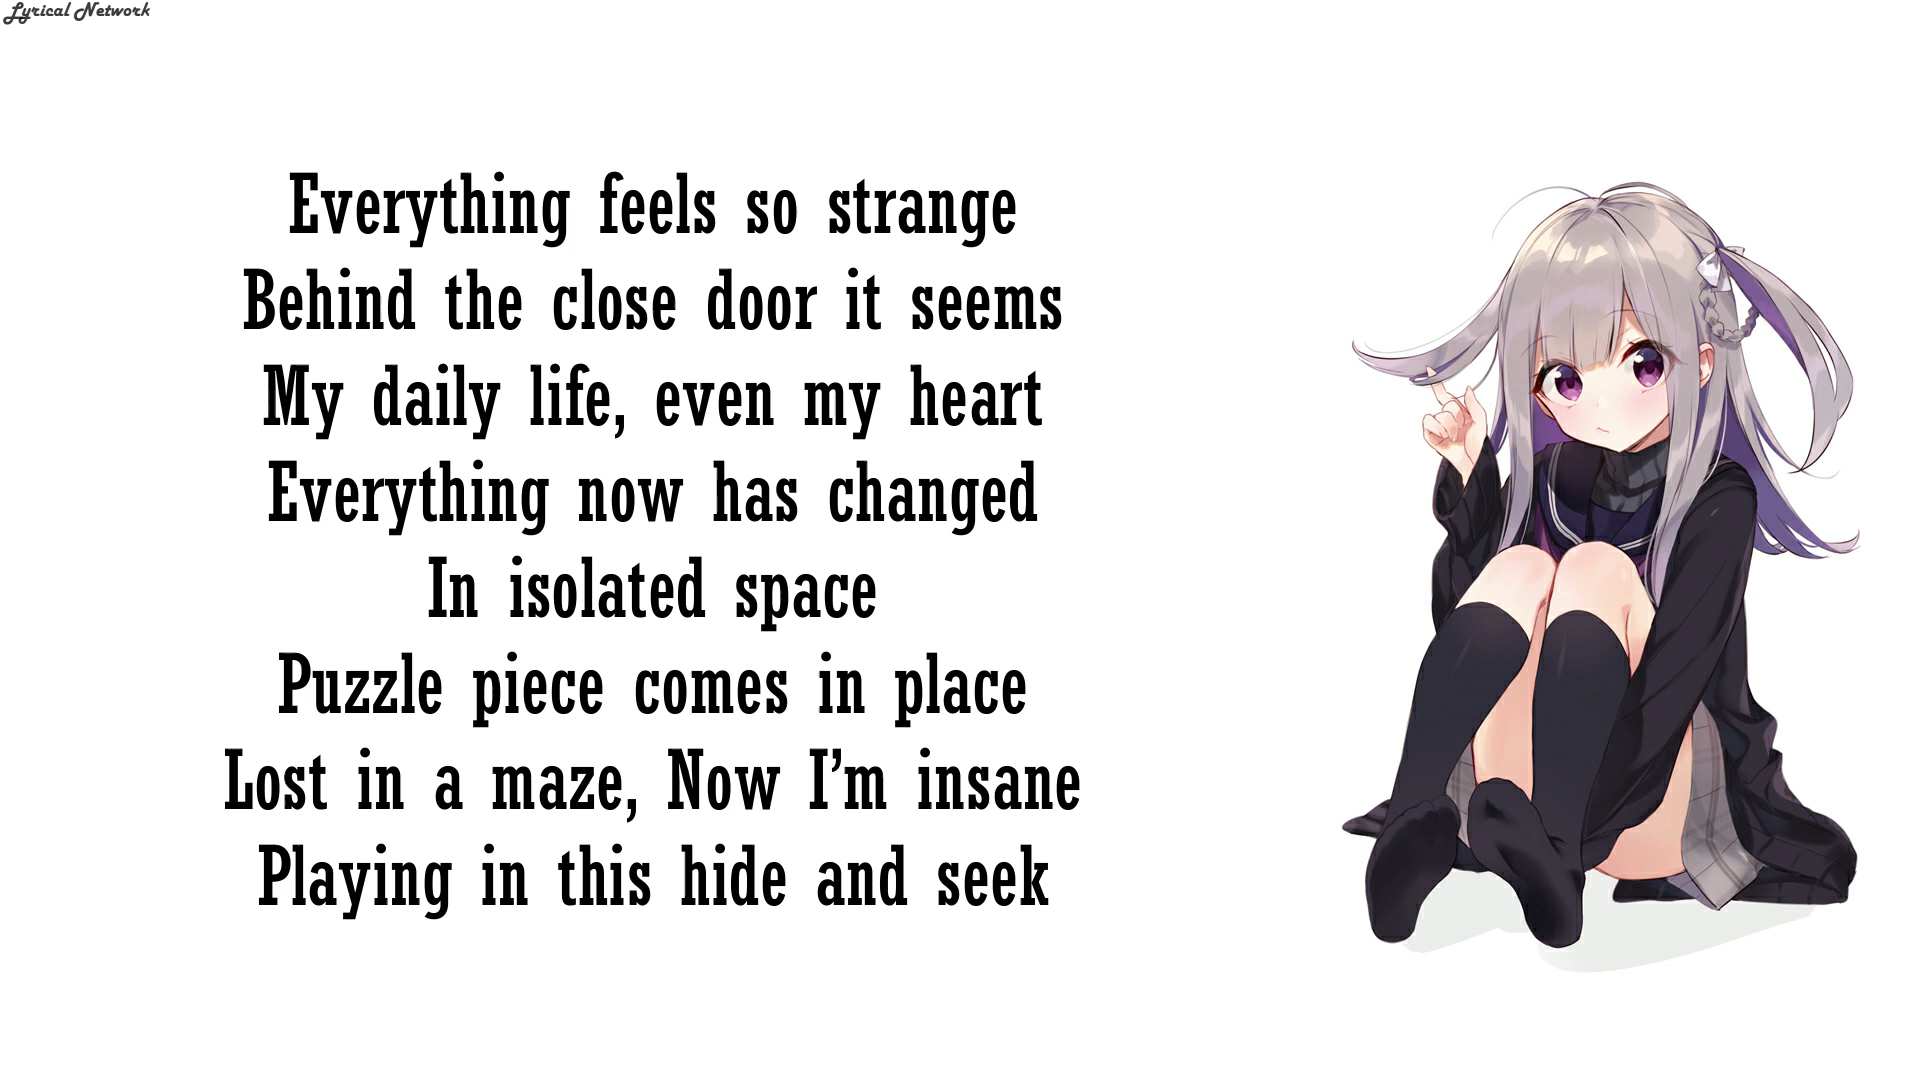 Lyrical Network
Everything feels so strange
Behind the close door it seems
My daily life, even my heart
Everything now has changed
In isolated space
Puzzle piece comes in place
Lost in a maze, Now I’m insane
Playing in this hide and seek